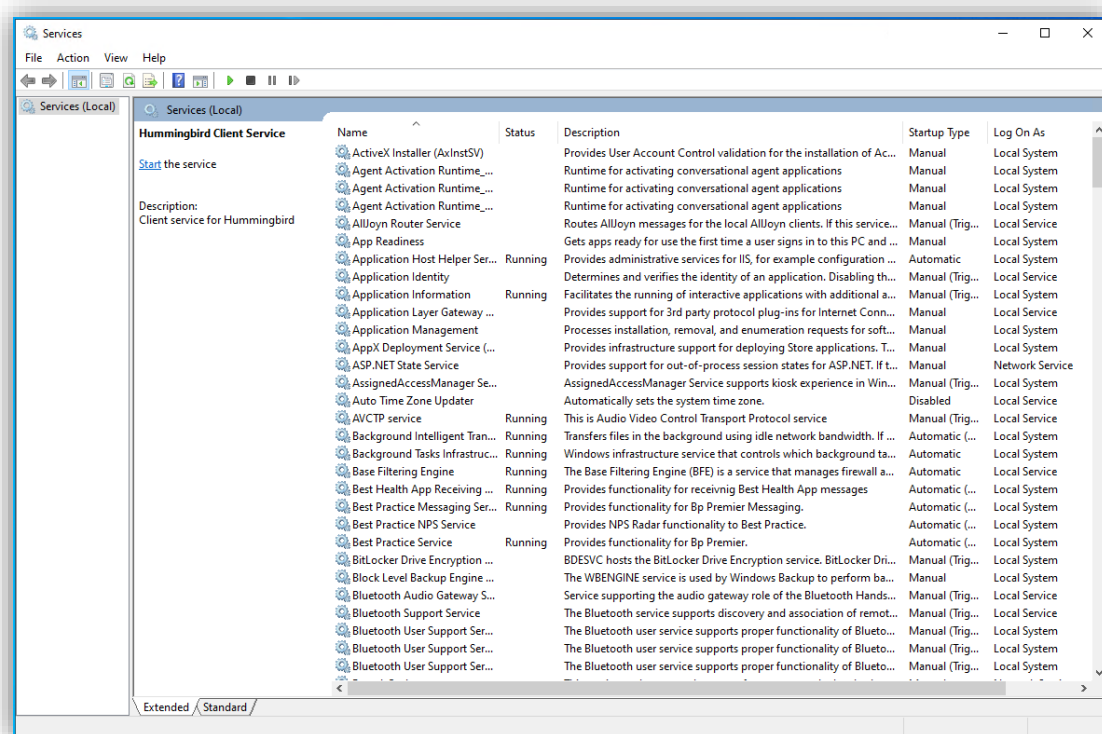 Services
File Action View Help
Services (Local)
Services (Local)
Hummingbird Client Service
Start the service
Description:
Client service for Hummingbird
Name Status Description Startup Type Log On As
ActiveX Installer (AxInstSV) Provides User Account Control validation for the installation of Ac... Manual Local System
Agent Activation Runtime_... Runtime for activating conversational agent applications Manual Local System
Agent Activation Runtime_... Runtime for activating conversational agent applications Manual Local System
Agent Activation Runtime_... Runtime for activating conversational agent applications Manual Local System
AllJoyn Router Service Routes AllJoyn messages for the local AllJoyn clients. If this service... Manual (Trig... Local Service
App Readiness Gets apps ready for use the first time a user signs in to this PC and ... Manual Local System
Application Host Helper Ser... Running Provides administrative services for IIS, for example configuration ... Automatic Local System
Application Identity Determines and verifies the identity of an application. Disabling th... Manual (Trig... Local Service
Application Information Running Facilitates the running of interactive applications with additional a... Manual (Trig... Local System
Application Layer Gateway ... Provides support for 3rd party protocol plug-ins for Internet Conn... Manual Local Service
Application Management Processes installation, removal, and enumeration requests for soft... Manual Local System
AppX Deployment Service (... Provides infrastructure support for deploying Store applications. T... Manual Local System
ASP.NET State Service Provides support for out-of-process session states for ASP.NET. If t... Manual Network Service
AssignedAccessManager Se... AssignedAccessManager Service supports kiosk experience in Win... Manual (Trig... Local System
Auto Time Zone Updater Automatically sets the system time zone. Disabled Local Service
AVCTP service Running This is Audio Video Control Transport Protocol service Manual (Trig... Local Service
Background Intelligent Tran... Running Transfers files in the background using idle network bandwidth. If ... Automatic (... Local System
Background Tasks Infrastruc... Running Windows infrastructure service that controls which background ta... Automatic Local System
Base Filtering Engine Running The Base Filtering Engine (BFE) is a service that manages firewall a... Automatic Local Service
Best Health App Receiving ... Running Provides functionality for receivnig Best Health App messages Automatic (... Local System
Best Practice Messaging Ser... Running Provides functionality for Bp Premier Messaging. Automatic (... Local System
Best Practice NPS Service Provides NPS Radar functionality to Best Practice. Automatic (... Local System
Best Practice Service Running Provides functionality for Bp Premier. Automatic (... Local System
BitLocker Drive Encryption ... BDESVC hosts the BitLocker Drive Encryption service. BitLocker Dri... Manual (Trig... Local System
Block Level Backup Engine ... The WBENGINE service is used by Windows Backup to perform ba... Manual Local System
Bluetooth Audio Gateway S... Service supporting the audio gateway role of the Bluetooth Hands... Manual (Trig... Local Service
Bluetooth Support Service The Bluetooth service supports discovery and association of remot... Manual (Trig... Local Service
Bluetooth User Support Ser... The Bluetooth user service supports proper functionality of Blueto... Manual (Trig... Local System
Bluetooth User Support Ser... The Bluetooth user service supports proper functionality of Blueto... Manual (Trig... Local System
Bluetooth User Support Ser... The Bluetooth user service supports proper functionality of Blueto... Manual (Trig... Local System
Extended Standard